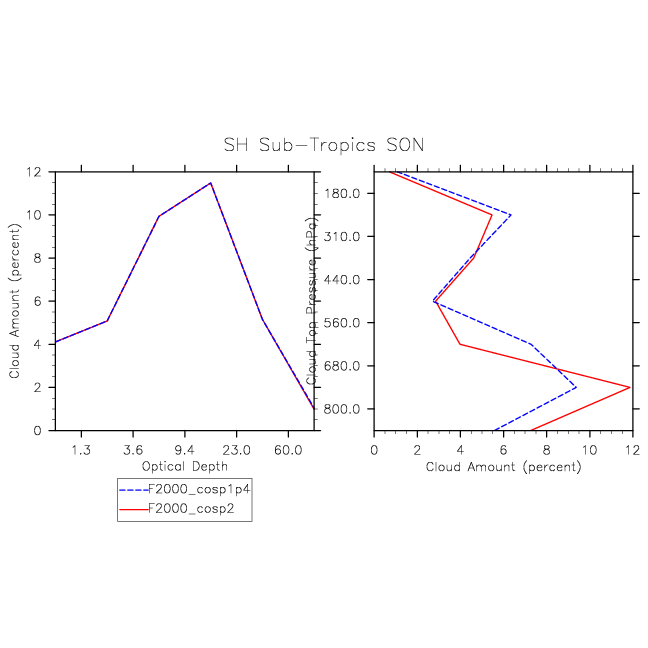 SH Sub-Tropics SON
Cloud Amount (percent)
12
10
8
6
4
2
0
1.3 3.6 9.4 23.0 60.0
Optical Depth
Cloud Top Pressure (hPa)
180.0
310.0
440.0
560.0
680.0
800.0
0 2 4 6 8 10 12
Cloud Amount (percent)
F2000_cosp1p4
F2000_cosp2